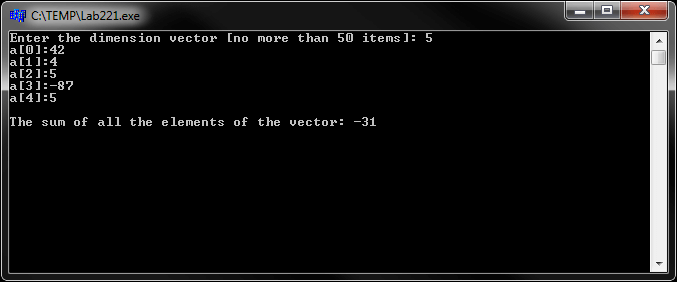 C:\TEMP\Lab221.exe
Enter the dimension vector [no more than 50 items]: 5
a[0]:42
a[1]:4
a[2]:5
a[3]:-87
a[4]:5
The sum of all the elements of the vector: -31